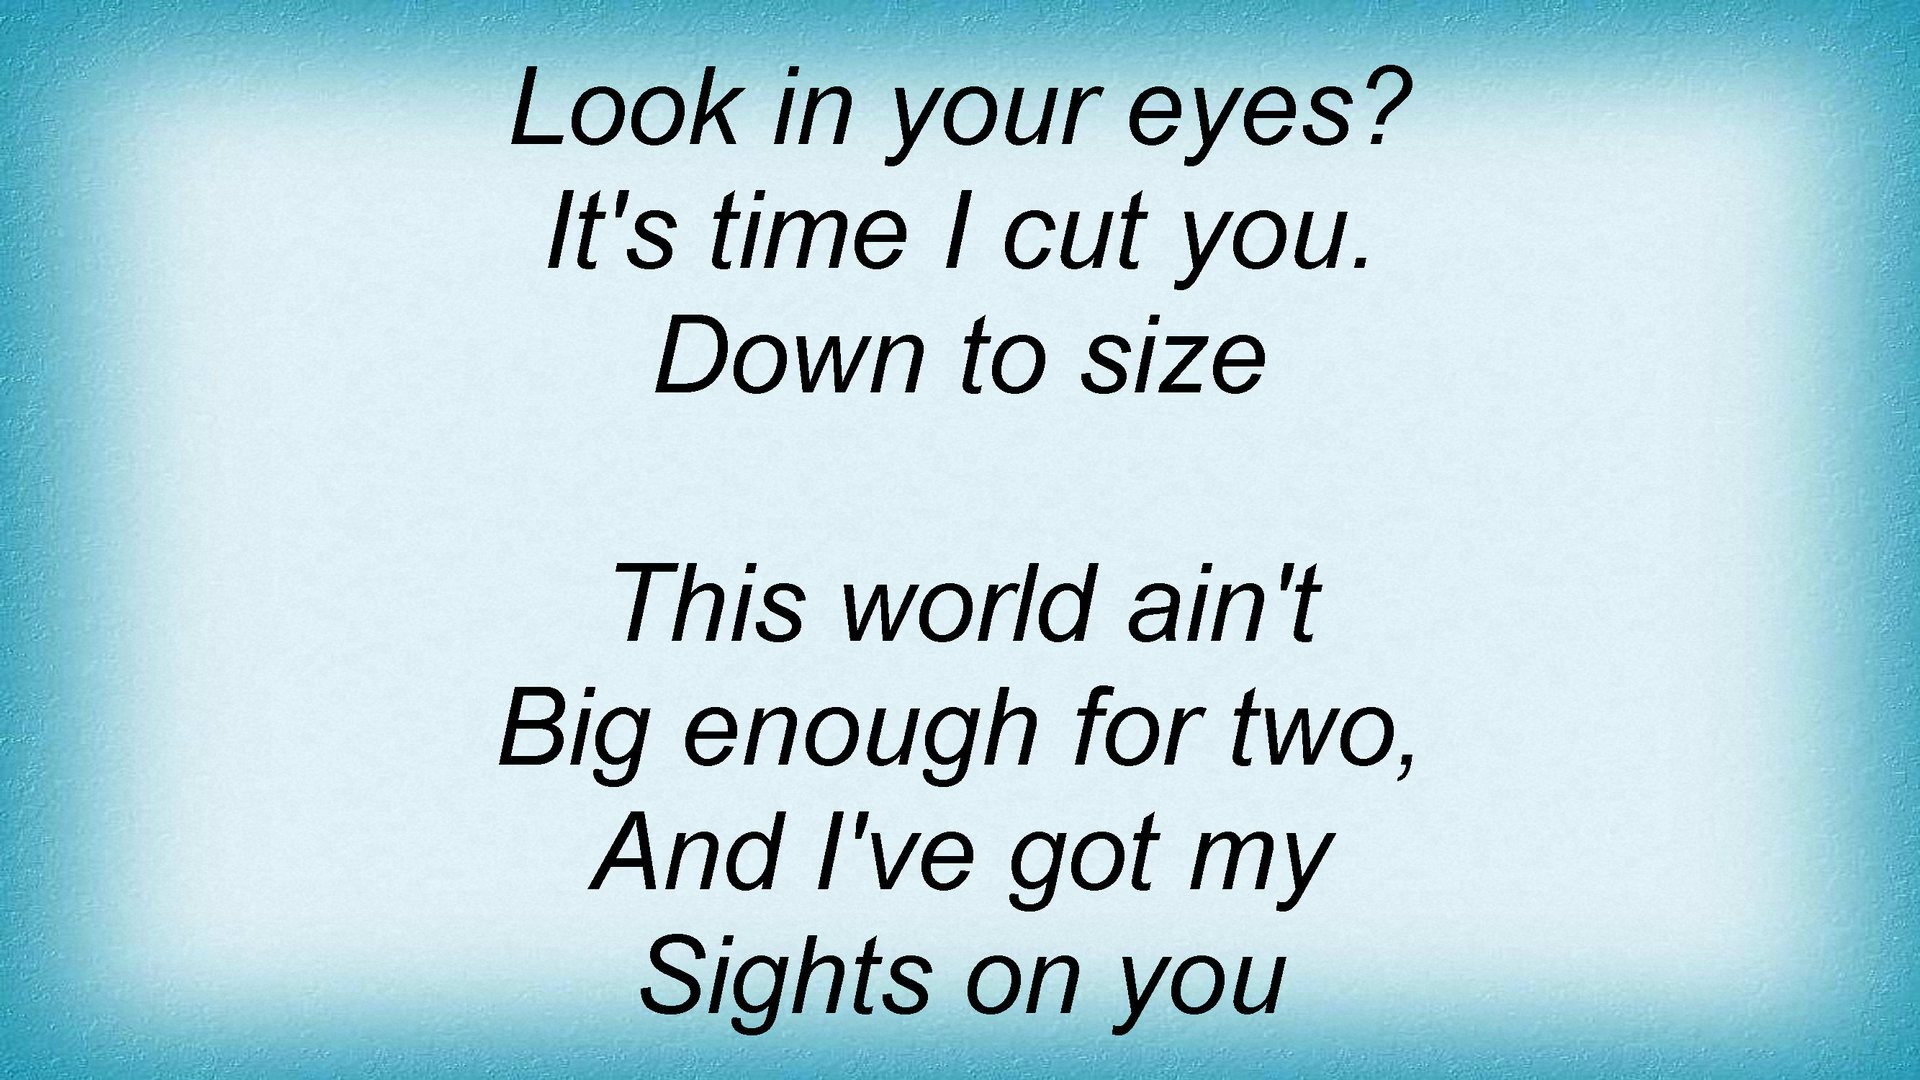 Look in your eyes?
It's time I cut you.
Down to size
This world ain't
Big enough for two,
And I've got my
Sights on you